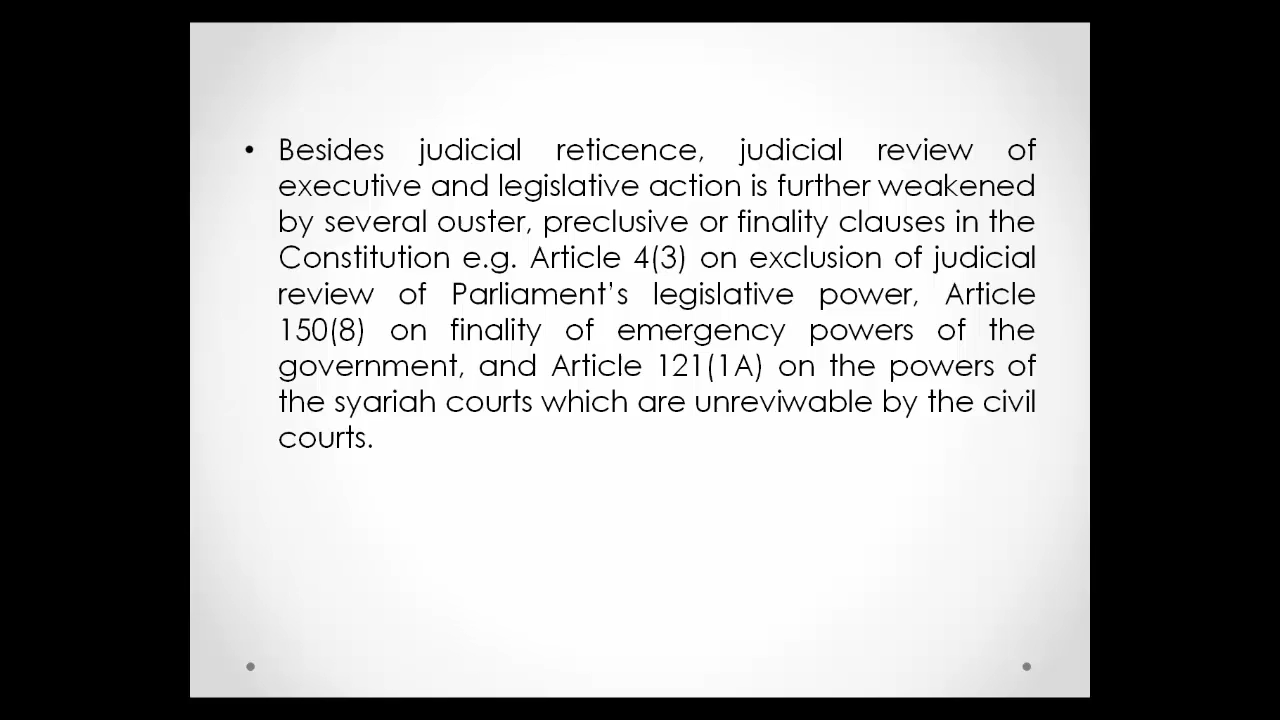 • Besides judicial reticence, judicial review of
executive and legislative action is further weakened
by several ouster, preclusive or finality clauses in the
Constitution e.g. Article 4(3) on exclusion of judicial
review of Parliament's legislative power, Article
150(8) on finality of emergency powers of the
government, and Article 121(1A) on the powers of
the syariah courts which are unreviwable by the civil
courts.